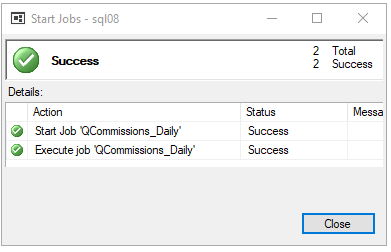 Start Jobs - sql08
Success
2 Total
2 Success
Details:
Action Status Messa
Start Job 'QCommissions_Daily' Success
Execute job 'QCommissions_Daily' Success
Close